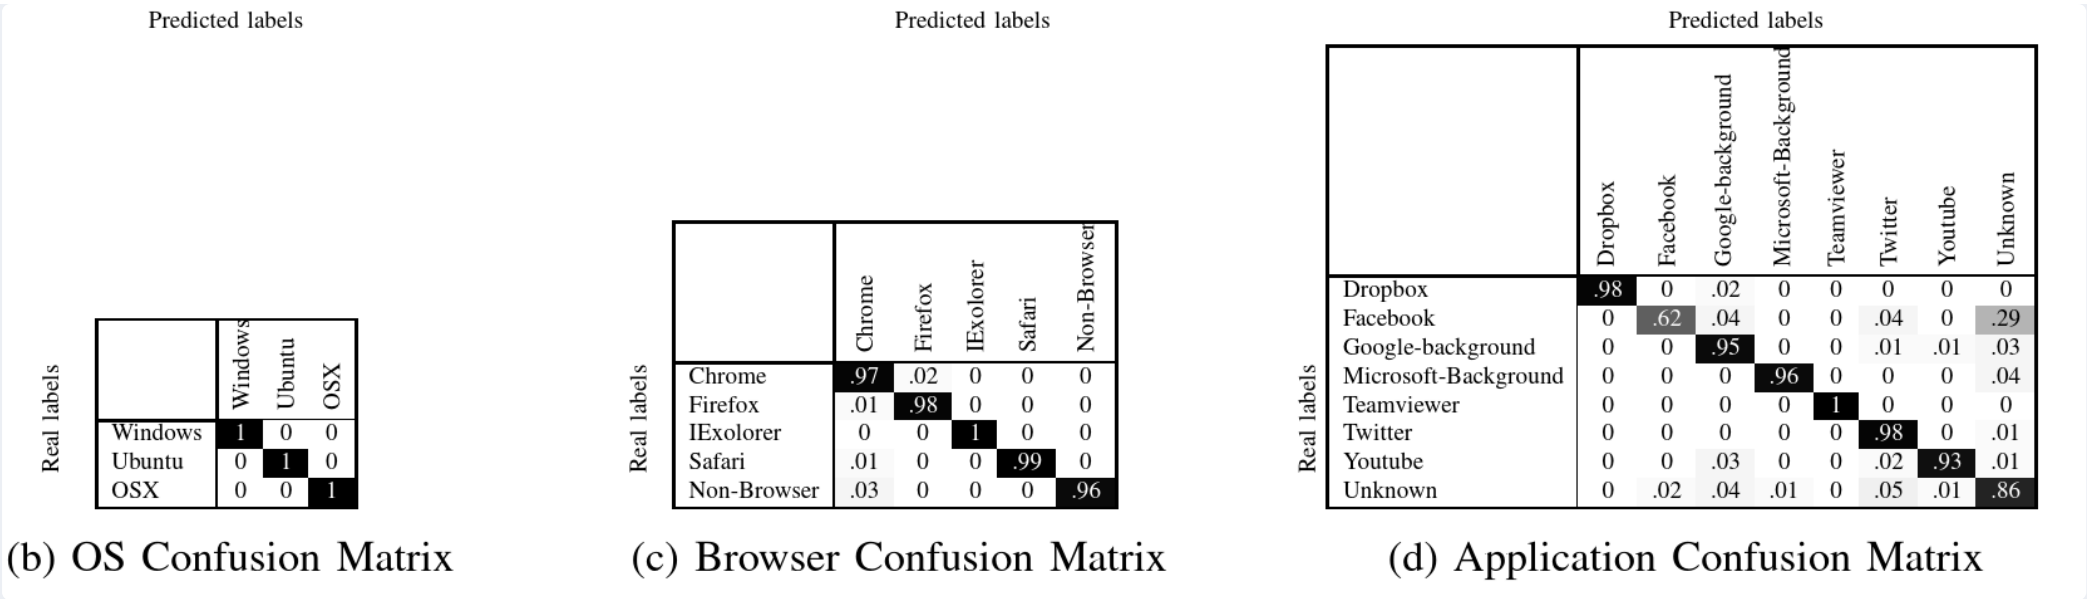 Predicted labels
Real labels
Windows Ubuntu OSX
Windows 1 0 0
Ubuntu 0 1 0
OSX 0 0 1
(b) OS Confusion Matrix
Predicted labels
Real labels
Chrome Firefox IExolorer Safari Non-Browser
Chrome .97 .02 0 0 0
Firefox .01 .98 0 0 0
IExolorer 0 0 1 0 0
Safari .01 0 0 .99 0
Non-Browser .03 0 0 0 .96
(c) Browser Confusion Matrix
Predicted labels
Real labels
Dropbox Facebook Google-background Microsoft-Background Teamviewer Twitter Youtube Unknown
Dropbox .98 0 .02 0 0 0 0 0
Facebook 0 .62 .04 0 0 .04 0 .29
Google-background 0 0 .95 0 0 .01 .01 .03
Microsoft-Background 0 0 0 .96 0 0 0 .04
Teamviewer 0 0 0 0 1 0 0 0
Twitter 0 0 0 0 0 .98 0 .01
Youtube 0 0 .03 0 0 .02 .93 .01
Unknown 0 .02 .04 .01 0 .05 .01 .86
(d) Application Confusion Matrix